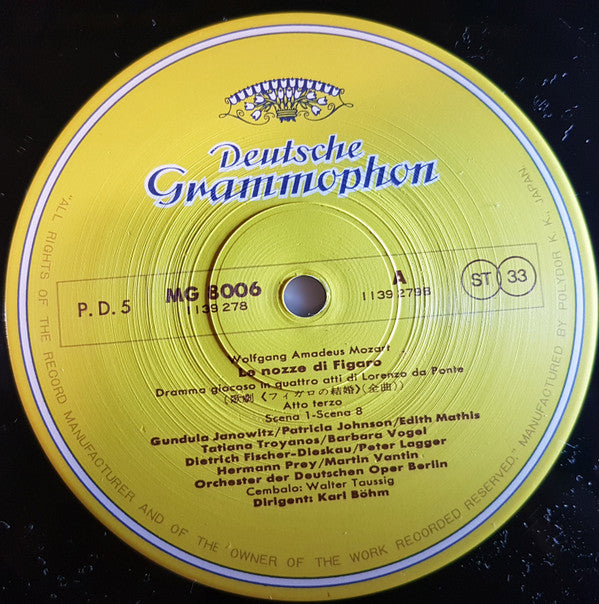 Deutsche
Grammophon
P.D.5 MG 8006 A ST 33
1139 278 1139 279B
Wolfgang Amadeus Mozart
Le nozze di Figaro
Dramma giocoso in quattro atti di Lorenzo da Ponte
(歌劇《フィガロの結婚》(全曲))
Atto terzo
Scena 1-Scena 8
Gundula Janowitz/Patricia Johnson/Edith Mathis
Tatiana Troyanos/Barbara Vogel
Dietrich Fischer-Dieskau/Peter Lagger
Hermann Prey/Martin Vantin
Orchester der Deutschen Oper Berlin
Cembalo: Walter Taussig
Dirigent: Karl Böhm
"ALL RIGHTS OF THE RECORD MANUFACTURER AND OF THE OWNER OF THE WORK RECORDED RESERVED." MANUFACTURED BY POLYDOR K. K., JAPAN.